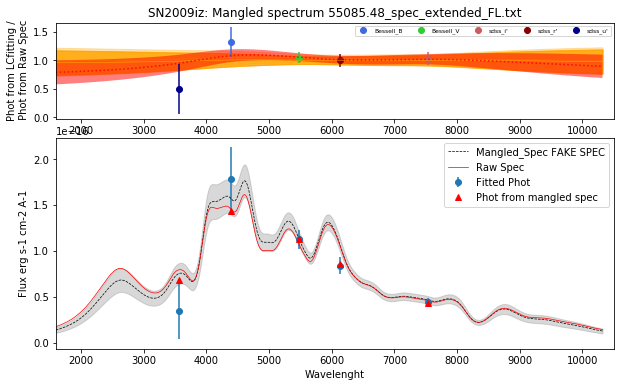 SN2009iz: Mangled spectrum 55085.48_spec_extended_FL.txt
Phot from LCfitting /
Phot from Raw Spec
1.5
1.0
0.5
0.0
Bessell_B
Bessell_V
sdss_i'
sdss_r'
sdss_u'
2000 3000 4000 5000 6000 7000 8000 9000 10000
1e−16
Flux erg s-1 cm-2 A-1
2.0
1.5
1.0
0.5
0.0
Mangled_Spec FAKE SPEC
Raw Spec
Fitted Phot
Phot from mangled spec
2000 3000 4000 5000 6000 7000 8000 9000 10000
Wavelenght